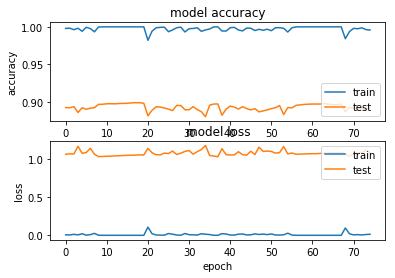 model accuracy
1.00
0.95
0.90
accuracy
train
test
0 10 20 30 40 50 60 70
model loss
1.0
0.5
0.0
loss
train
test
0 10 20 30 40 50 60 70
epoch